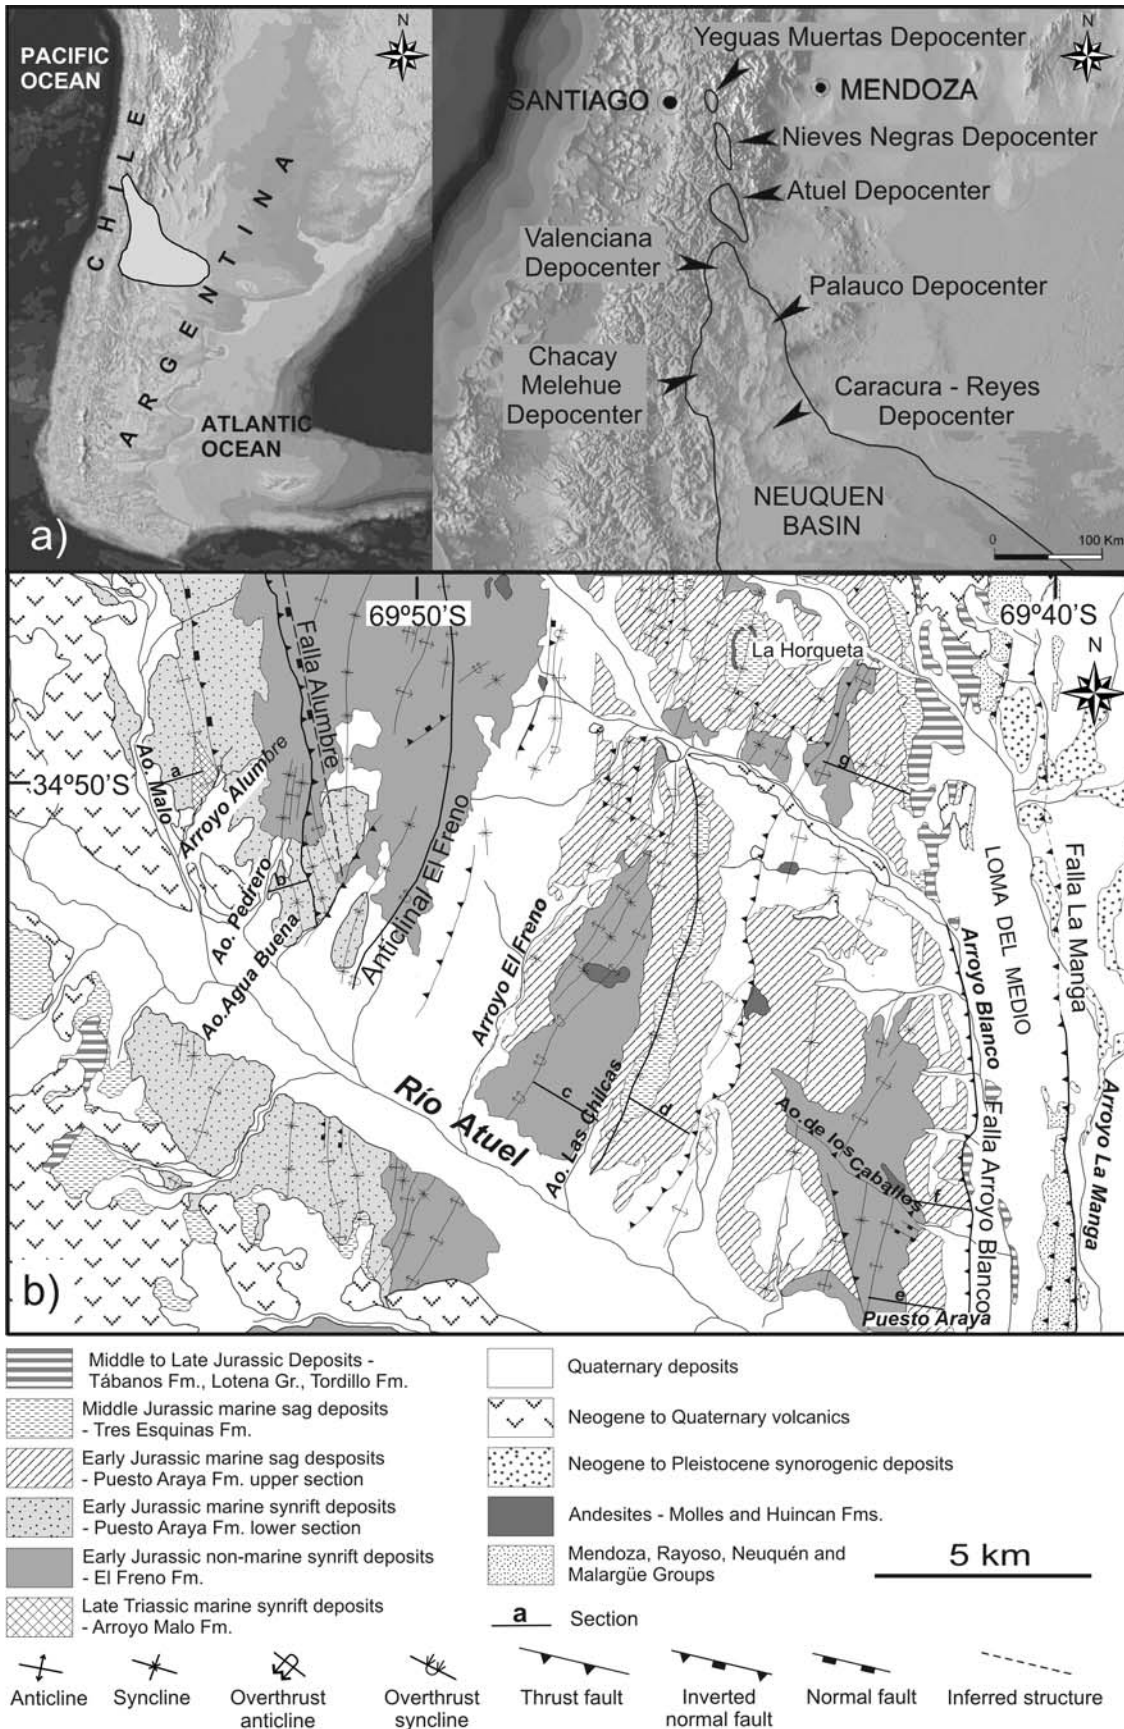 PACIFIC
OCEAN
CHILE
ARGENTINA
ATLANTIC
OCEAN
N
a)
N
Yeguas Muertas Depocenter
SANTIAGO
MENDOZA
Nieves Negras Depocenter
Atuel Depocenter
Valenciana
Depocenter
Palauco Depocenter
Chacay
Melehue
Depocenter
Caracura - Reyes
Depocenter
NEUQUEN
BASIN
0 100 Km
69º50'S
69º40'S
N
La Horqueta
Falla Alumbre
34º50'S
a
Ao. Malo
Arroyo Alumbre
g
Ao. Pedrero
b
Ao.Agua Buena
Anticlinal El Freno
Arroyo El Freno
LOMA DEL MEDIO
Falla La Manga
Arroyo Blanco
Río Atuel
c
Ao. Las Chilcas
d
Ao.de los Caballos
f
Falla Arroyo Blancos
Arroyo La Manga
e
Puesto Araya
b)
Middle to Late Jurassic Deposits -
Tábanos Fm., Lotena Gr., Tordillo Fm.
Middle Jurassic marine sag deposits
- Tres Esquinas Fm.
Early Jurassic marine sag desposits
- Puesto Araya Fm. upper section
Early Jurassic marine synrift deposits
- Puesto Araya Fm. lower section
Early Jurassic non-marine synrift deposits
- El Freno Fm.
Late Triassic marine synrift deposits
- Arroyo Malo Fm.
Quaternary deposits
Neogene to Quaternary volcanics
Neogene to Pleistocene synorogenic deposits
Andesites - Molles and Huincan Fms.
Mendoza, Rayoso, Neuquén and
Malargüe Groups
a Section
5 km
Anticline
Syncline
Overthrust
anticline
Overthrust
syncline
Thrust fault
Inverted
normal fault
Normal fault
Inferred structure